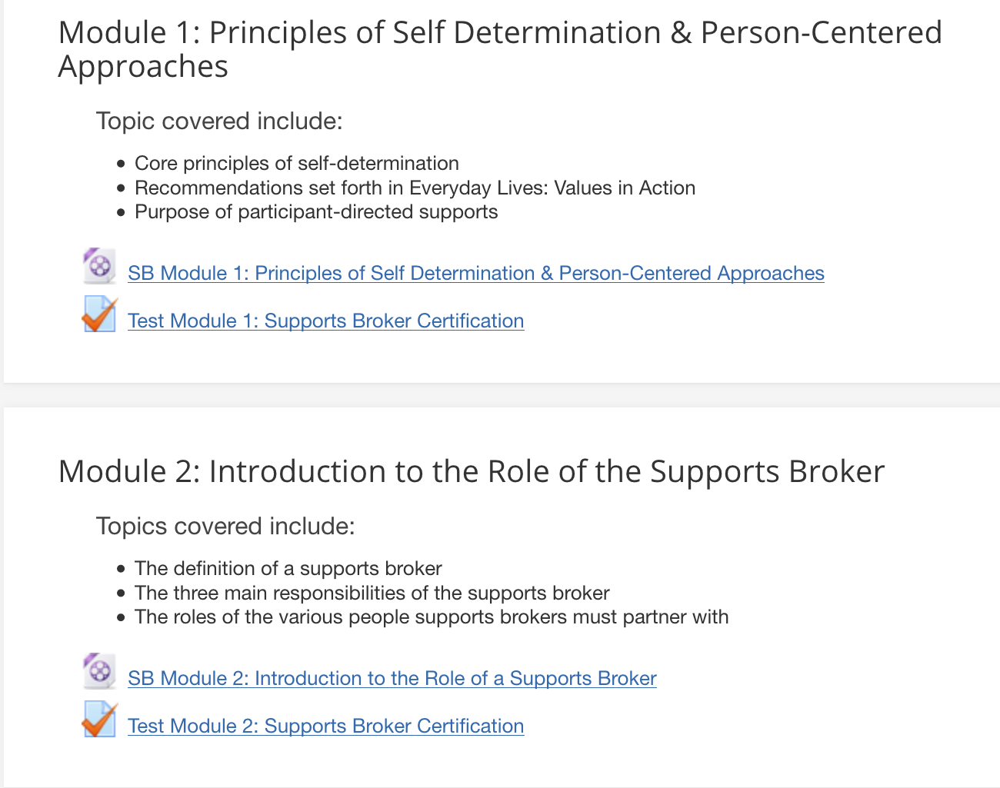 Module 1: Principles of Self Determination & Person-Centered
Approaches
Topic covered include:
• Core principles of self-determination
• Recommendations set forth in Everyday Lives: Values in Action
• Purpose of participant-directed supports
SB Module 1: Principles of Self Determination & Person-Centered Approaches
Test Module 1: Supports Broker Certification
Module 2: Introduction to the Role of the Supports Broker
Topics covered include:
• The definition of a supports broker
• The three main responsibilities of the supports broker
• The roles of the various people supports brokers must partner with
SB Module 2: Introduction to the Role of a Supports Broker
Test Module 2: Supports Broker Certification